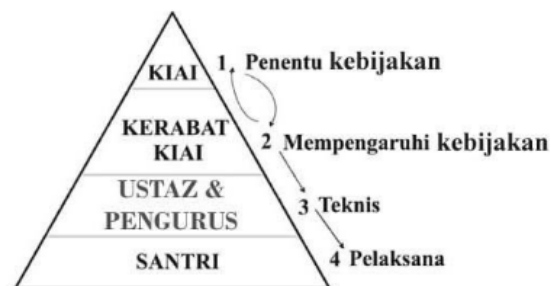 KIAI 1 Penentu kebijakan
KERABAT
KIAI
2 Mempengaruhi kebijakan
USTAZ &
PENGURUS
3 Teknis
SANTRI
4 Pelaksana